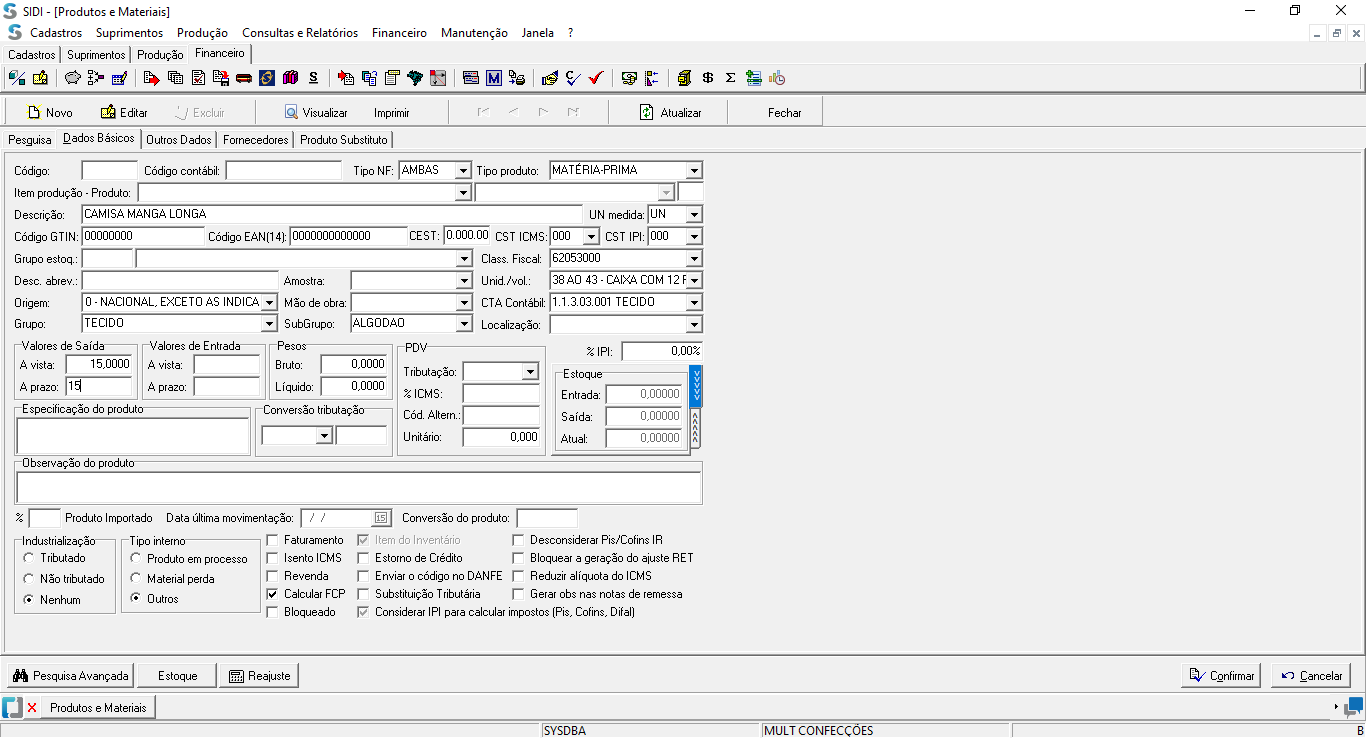 SIDI - [Produtos e Materiais]
Cadastros Suprimentos Produção Consultas e Relatórios Financeiro Manutenção Janela ?
Cadastros Suprimentos Produção Financeiro
Novo Editar Excluir Visualizar Imprimir Atualizar Fechar
Pesquisa Dados Básicos Outros Dados Fornecedores Produto Substituto
Código: Código contábil: Tipo NF: AMBAS Tipo produto: MATÉRIA-PRIMA
Item produção - Produto:
Descrição: CAMISA MANGA LONGA UN medida: UN
Código GTIN: 00000000 Código EAN(14): 0000000000000 CEST: 0.000.00 CST ICMS: 000 CST IPI: 000
Grupo estoq.: Class. Fiscal: 62053000
Desc. abrev.: Amostra: Unid./vol.: 38 AO 43 - CAIXA COM 12 F
Origem: 0 - NACIONAL, EXCETO AS INDICA Mão de obra: CTA Contábil: 1.1.3.03.001 TECIDO
Grupo: TECIDO SubGrupo: ALGODAO Localização:
Valores de Saída Valores de Entrada Pesos PDV % IPI: 0,00%
A vista: 15,0000 A vista: Bruto: 0,0000 Tributação: Estoque
A prazo: 15 A prazo: Líquido: 0,0000 % ICMS: Entrada: 0,00000
Especificação do produto Conversão tributação Cód. Altern.: Saída: 0,00000
Unitário: 0,000 Atual: 0,00000
Observação do produto
% Produto Importado Data última movimentação: / / 15 Conversão do produto:
Industrialização Tipo interno Faturamento Item do Inventário Desconsiderar Pis/Cofins IR
Tributado Produto em processo Isento ICMS Estorno de Crédito Bloquear a geração do ajuste RET
Não tributado Material perda Revenda Enviar o código no DANFE Reduzir alíquota do ICMS
Nenhum Outros Calcular FCP Substituição Tributária Gerar obs nas notas de remessa
Bloqueado Considerar IPI para calcular impostos (Pis, Cofins, Difal)
Pesquisa Avançada Estoque Reajuste Confirmar Cancelar
Produtos e Materiais
SYSDBA MULT CONFECÇÕES B